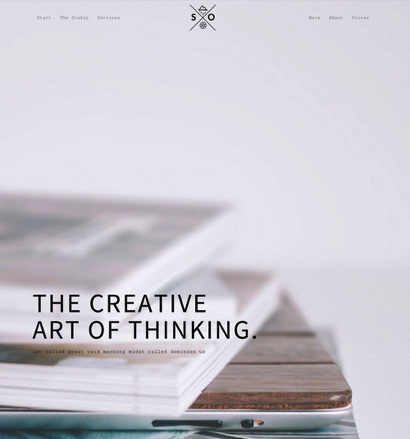 Start The Studio Services
S O
Work About Prices
THE CREATIVE
ART OF THINKING.
called great void morning midst called dominion us